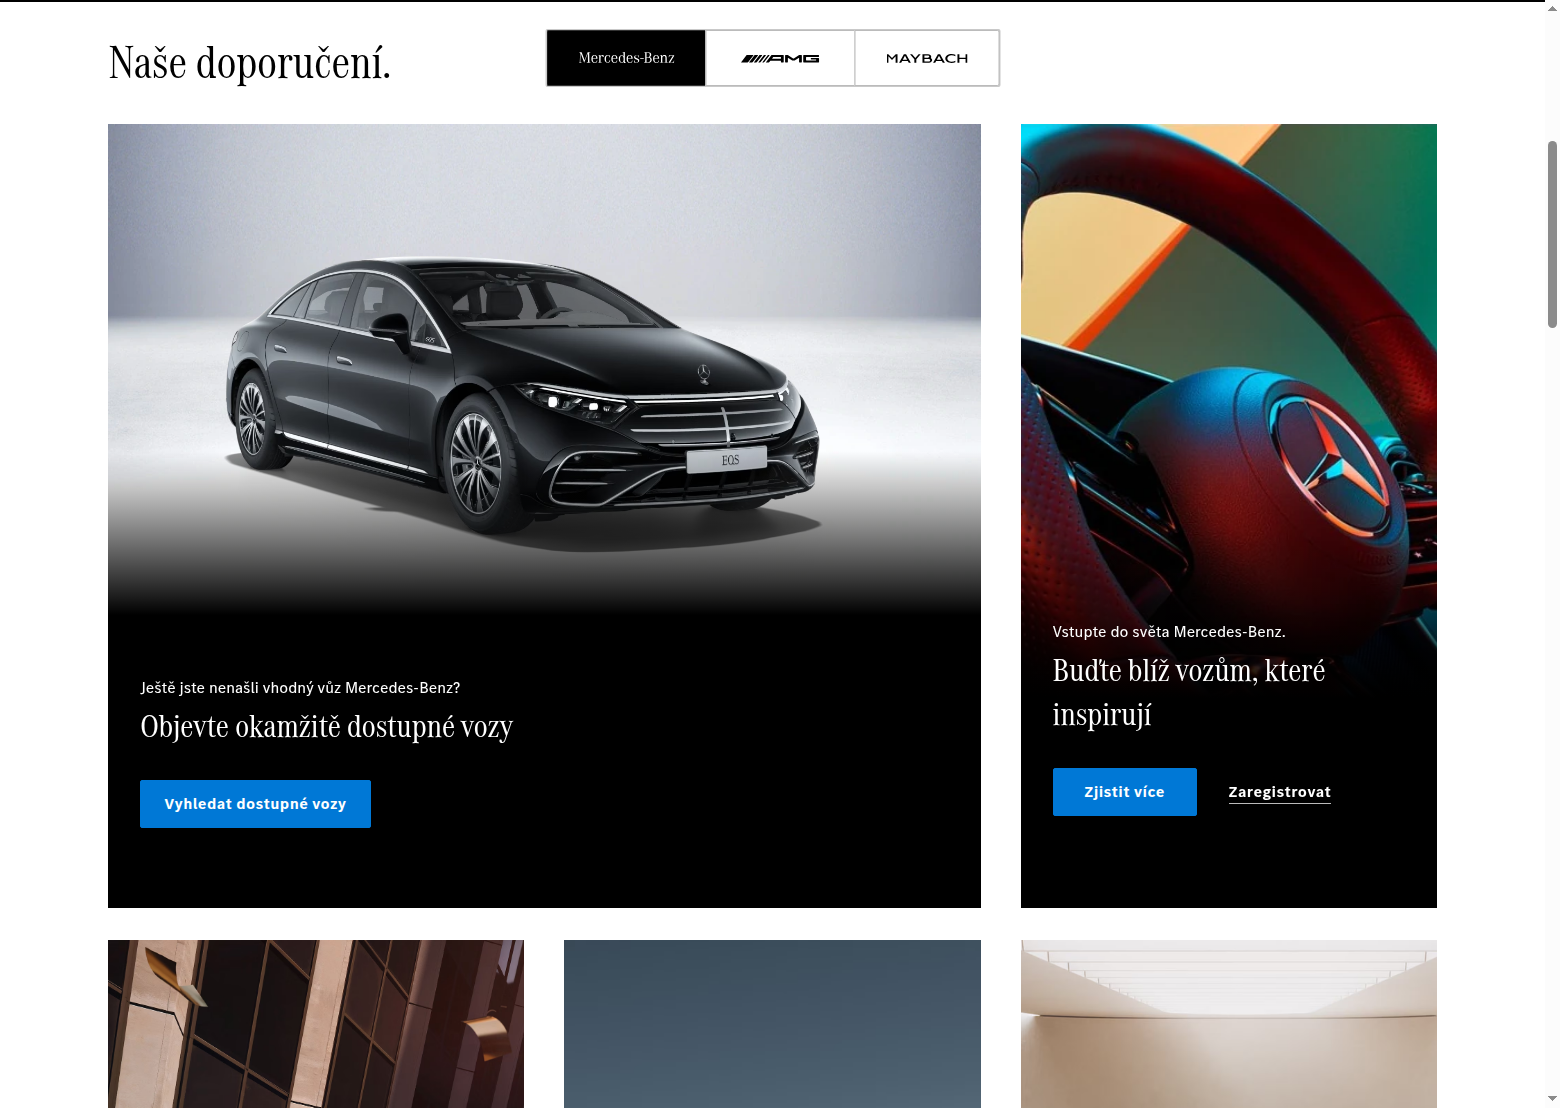 Naše doporučení.
Mercedes-Benz
AMG
MAYBACH
EQS
Ještě jste nenašli vhodný vůz Mercedes-Benz?
Objevte okamžitě dostupné vozy
Vyhledat dostupné vozy
Vstupte do světa Mercedes-Benz.
Buďte blíž vozům, které
inspirují
Zjistit více
Zaregistrovat